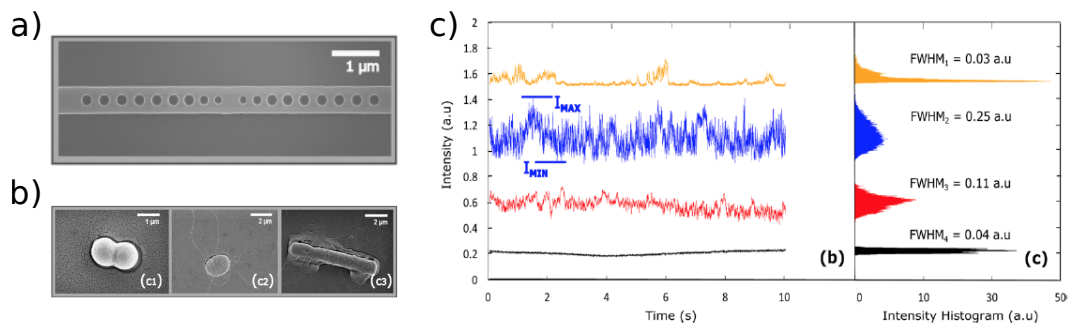 a)
1 µm
b)
1 µm
(c1)
2 µm
(c2)
2 µm
(c3)
c)
Intensity (a.u)
2
1.8
1.6
1.4
1.2
1
0.8
0.6
0.4
0.2
0
I MAX
I MIN
(b)
0
2
4
6
8
10
Time (s)
FWHM1 = 0.03 a.u
FWHM2 = 0.25 a.u
FWHM3 = 0.11 a.u
FWHM4 = 0.04 a.u
(c)
0
10
20
30
40
50
Intensity Histogram (a.u)